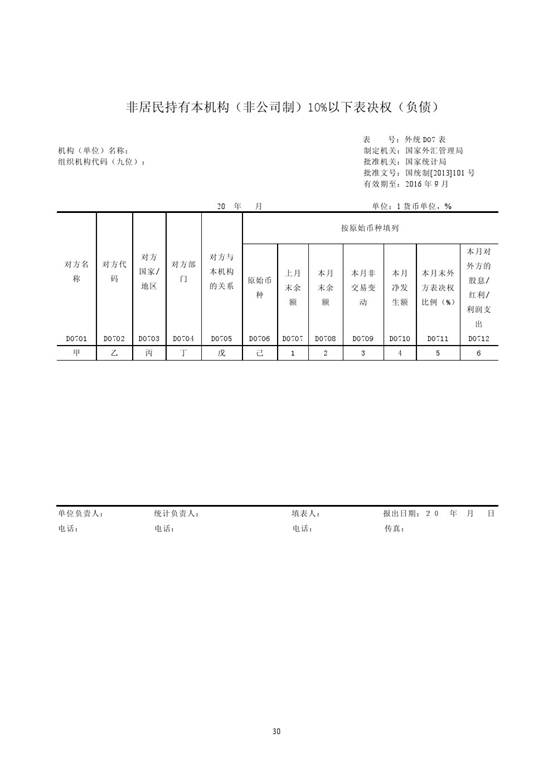 非居民持有本机构（非公司制）10%以下表决权（负债）
表　　号：外统 D07 表
机构（单位）名称：　制定机关：国家外汇管理局
组织机构代码（九位）：　批准机关：国家统计局
批准文号：国统制[2013]101 号
有效期至：2016 年 9 月
20　年　月　单位：1 货币单位，%
按原始币种填列
对方名称
对方代码
对方国家/地区
对方部门
对方与本机构的关系
原始币种
上月末余额
本月末余额
本月非交易变动
本月净发生额
本月末外方表决权比例（%）
本月对外方的股息/红利/利润支出
D0701 D0702 D0703 D0704 D0705 D0706 D0707 D0708 D0709 D0710 D0711 D0712
甲 乙 丙 丁 戊 己 1 2 3 4 5 6
单位负责人：　统计负责人：　填表人：　报出日期：２０　年　月　日
电话：　电话：　电话：　传真：
30